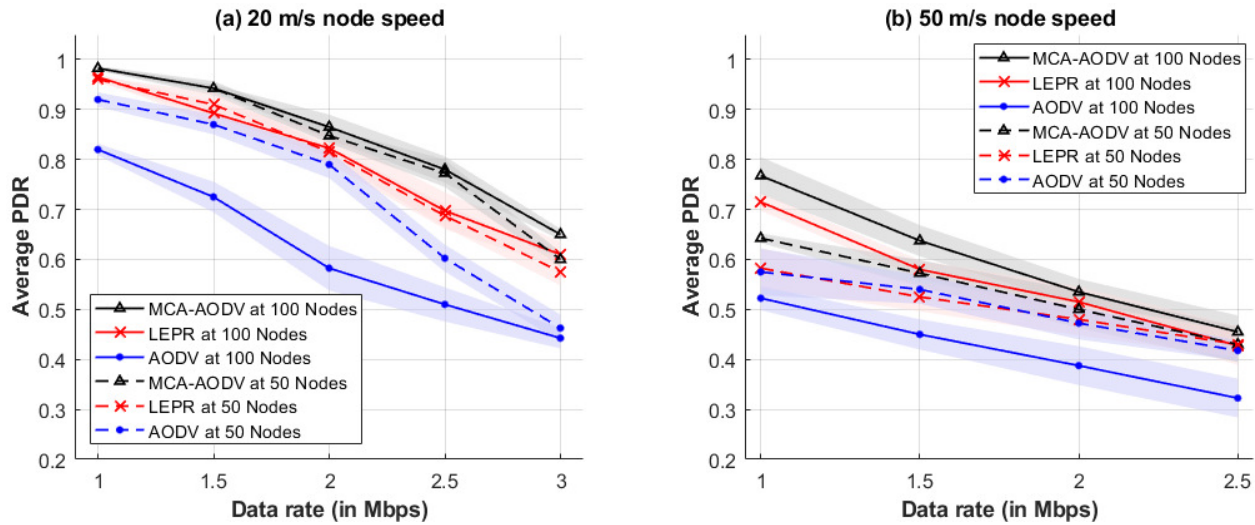 (a) 20 m/s node speed
Average PDR
1
0.9
0.8
0.7
0.6
0.5
0.4
0.3
0.2
MCA-AODV at 100 Nodes
LEPR at 100 Nodes
AODV at 100 Nodes
MCA-AODV at 50 Nodes
LEPR at 50 Nodes
AODV at 50 Nodes
1 1.5 2 2.5 3
Data rate (in Mbps)
(b) 50 m/s node speed
Average PDR
1
0.9
0.8
0.7
0.6
0.5
0.4
0.3
0.2
MCA-AODV at 100 Nodes
LEPR at 100 Nodes
AODV at 100 Nodes
MCA-AODV at 50 Nodes
LEPR at 50 Nodes
AODV at 50 Nodes
1 1.5 2 2.5
Data rate (in Mbps)